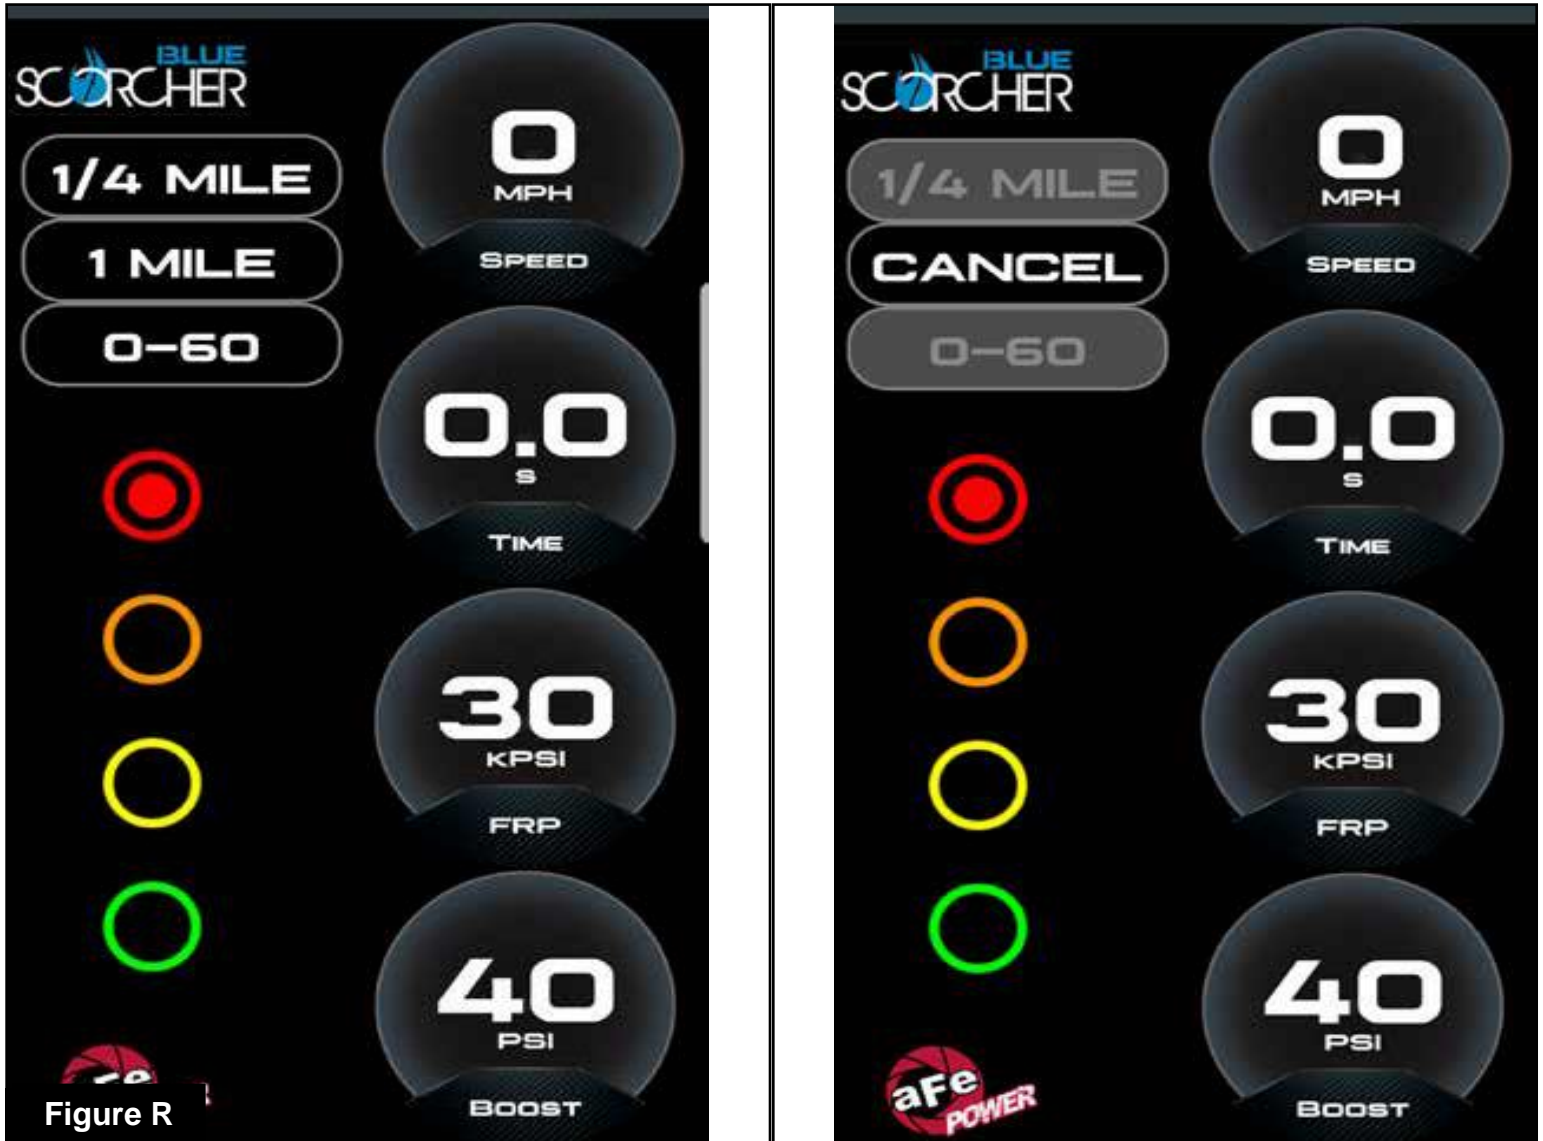 BLUE
SCORCHER
1/4 MILE
1 MILE
0-60
0
MPH
SPEED
0.0
S
TIME
30
KPSI
FRP
40
PSI
BOOST
aFe
Figure R
BLUE
SCORCHER
1/4 MILE
CANCEL
0-60
0
MPH
SPEED
0.0
S
TIME
30
KPSI
FRP
40
PSI
BOOST
aFe
POWER